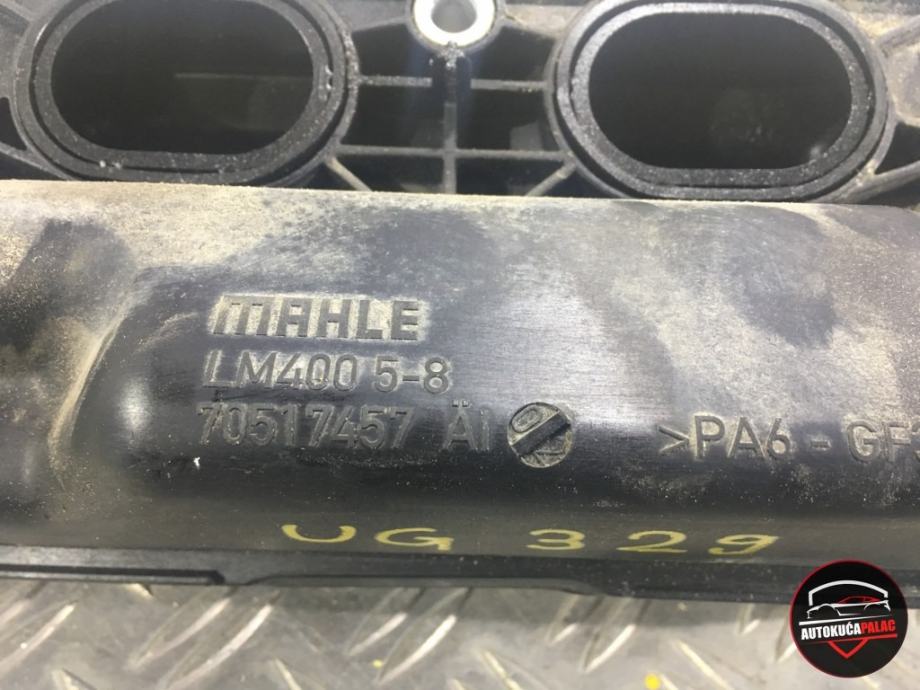 MAHLE
LM400 5-8
70517457 ÄI
>PA6-GF
UG 329
AUTOKUĆA PALAC